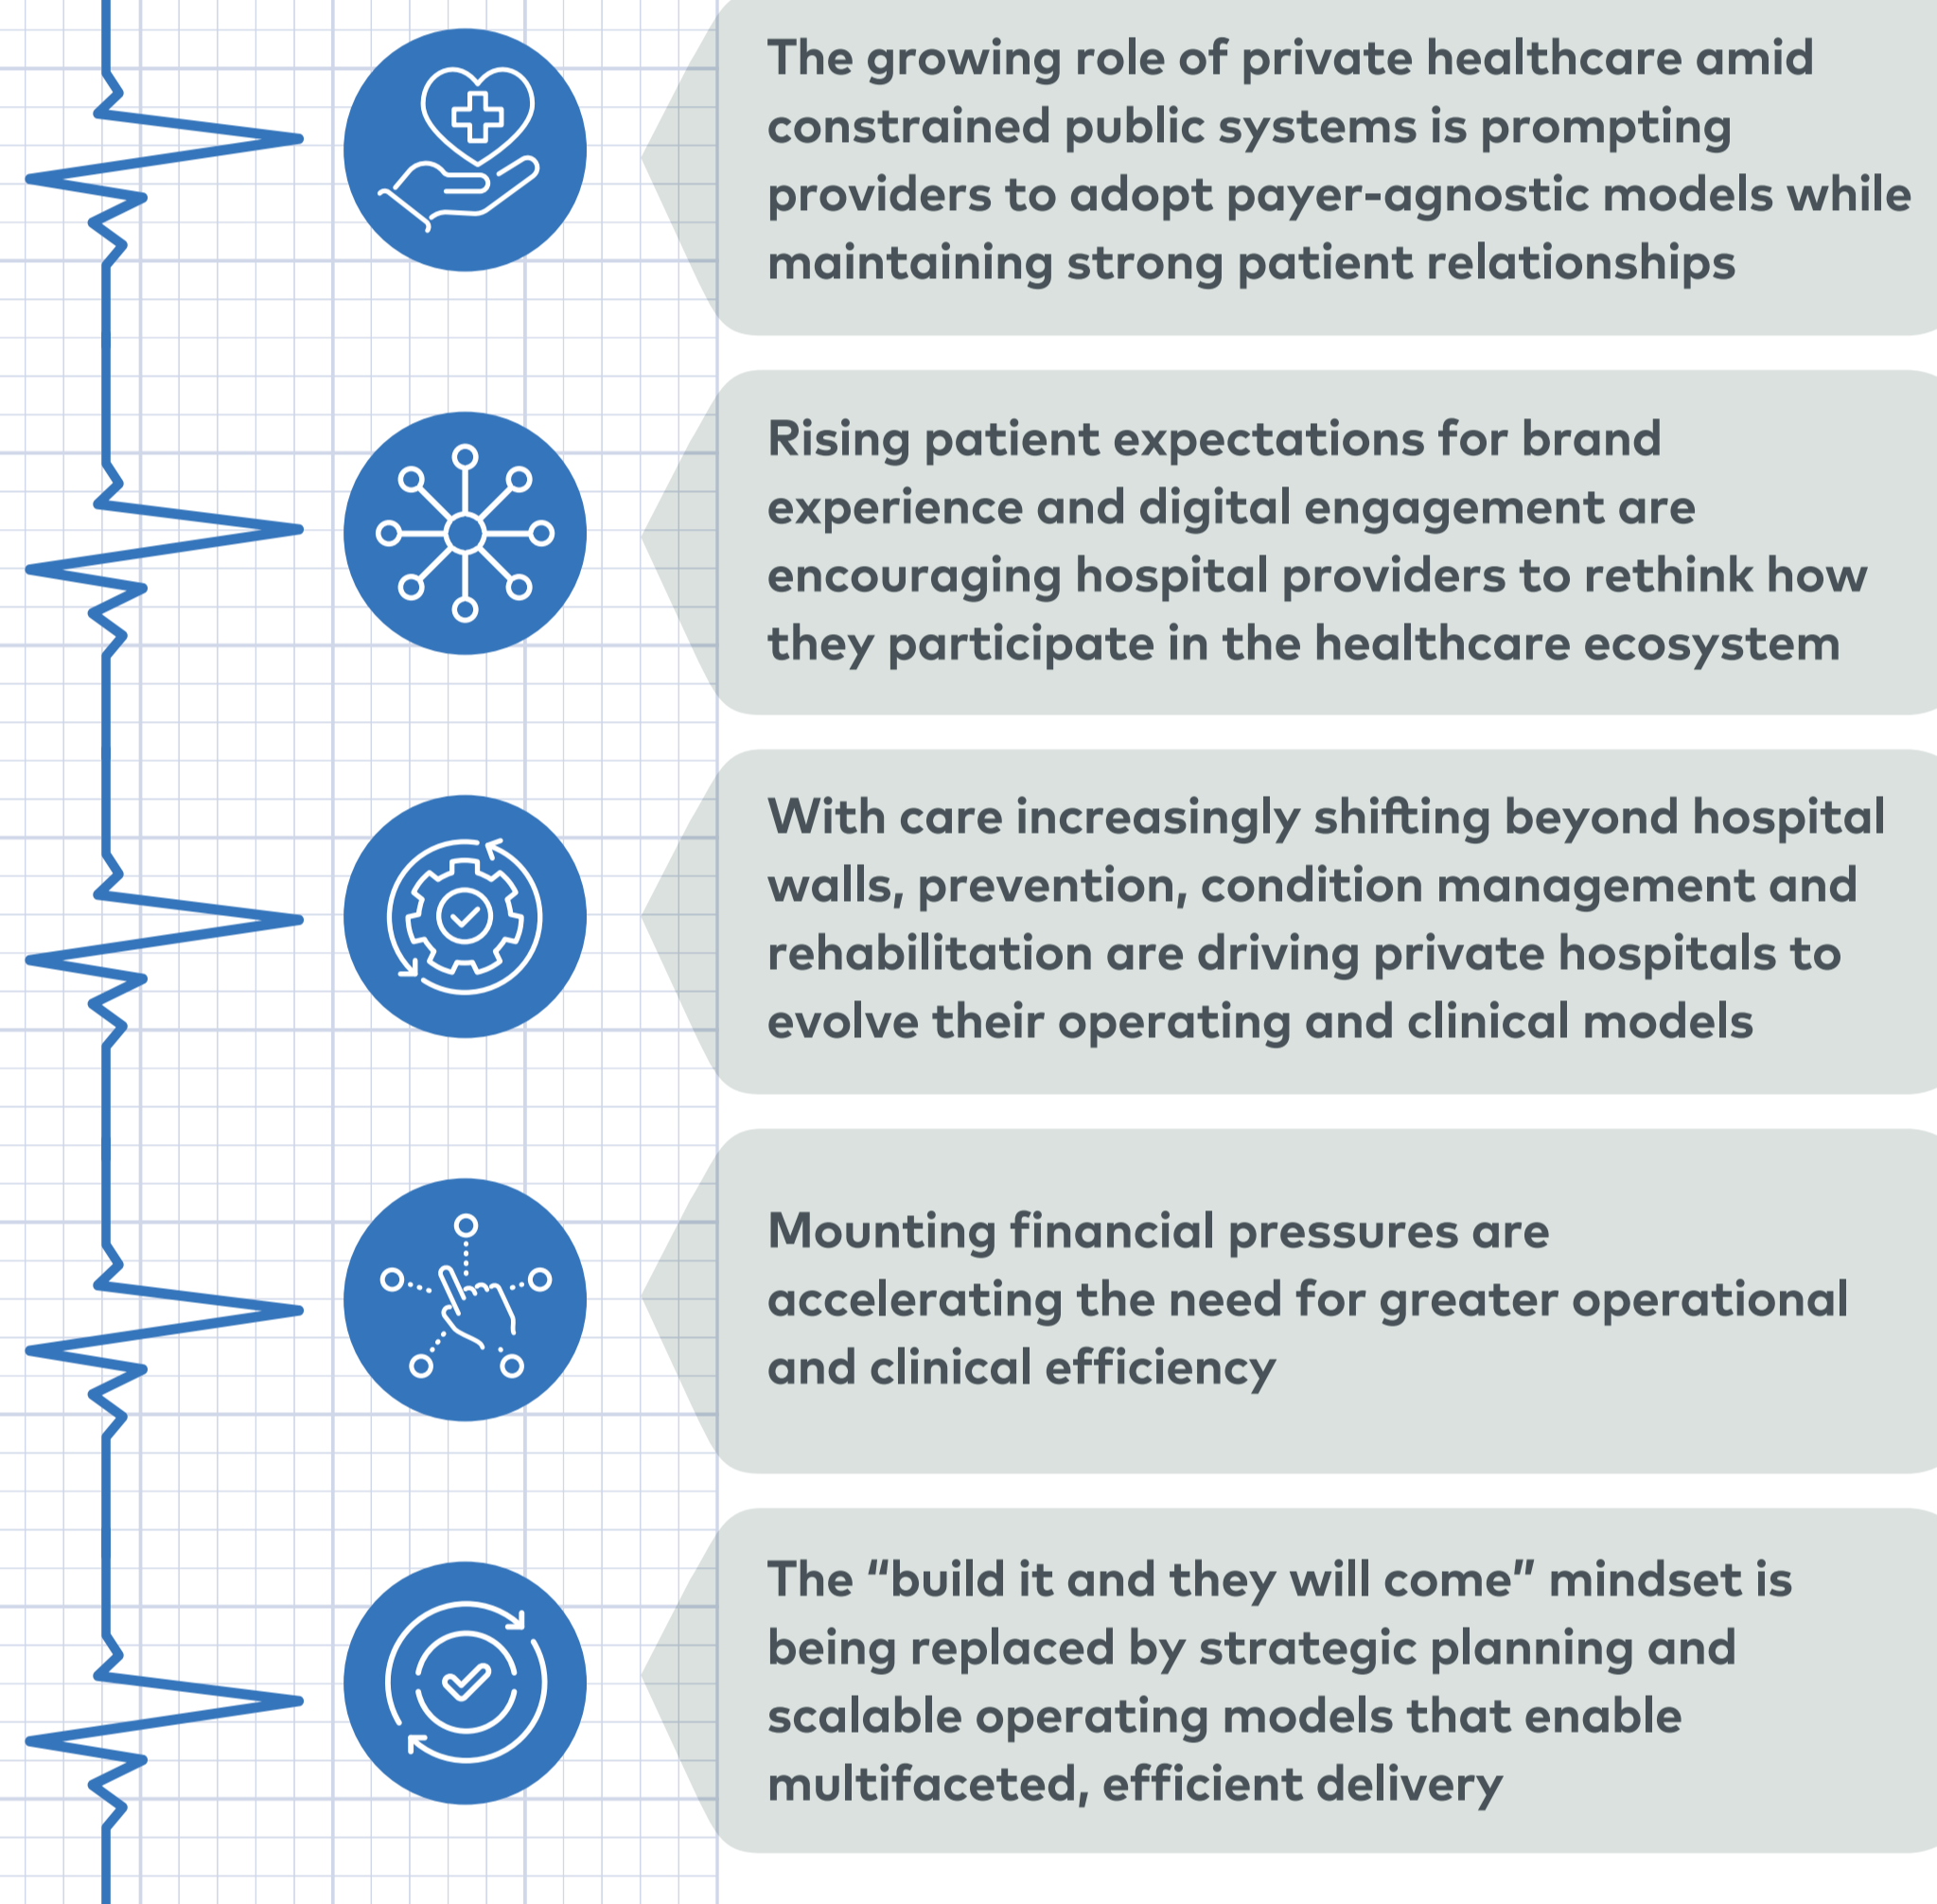 The growing role of private healthcare amid
constrained public systems is prompting
providers to adopt payer-agnostic models while
maintaining strong patient relationships
Rising patient expectations for brand
experience and digital engagement are
encouraging hospital providers to rethink how
they participate in the healthcare ecosystem
With care increasingly shifting beyond hospital
walls, prevention, condition management and
rehabilitation are driving private hospitals to
evolve their operating and clinical models
Mounting financial pressures are
accelerating the need for greater operational
and clinical efficiency
The “build it and they will come” mindset is
being replaced by strategic planning and
scalable operating models that enable
multifaceted, efficient delivery